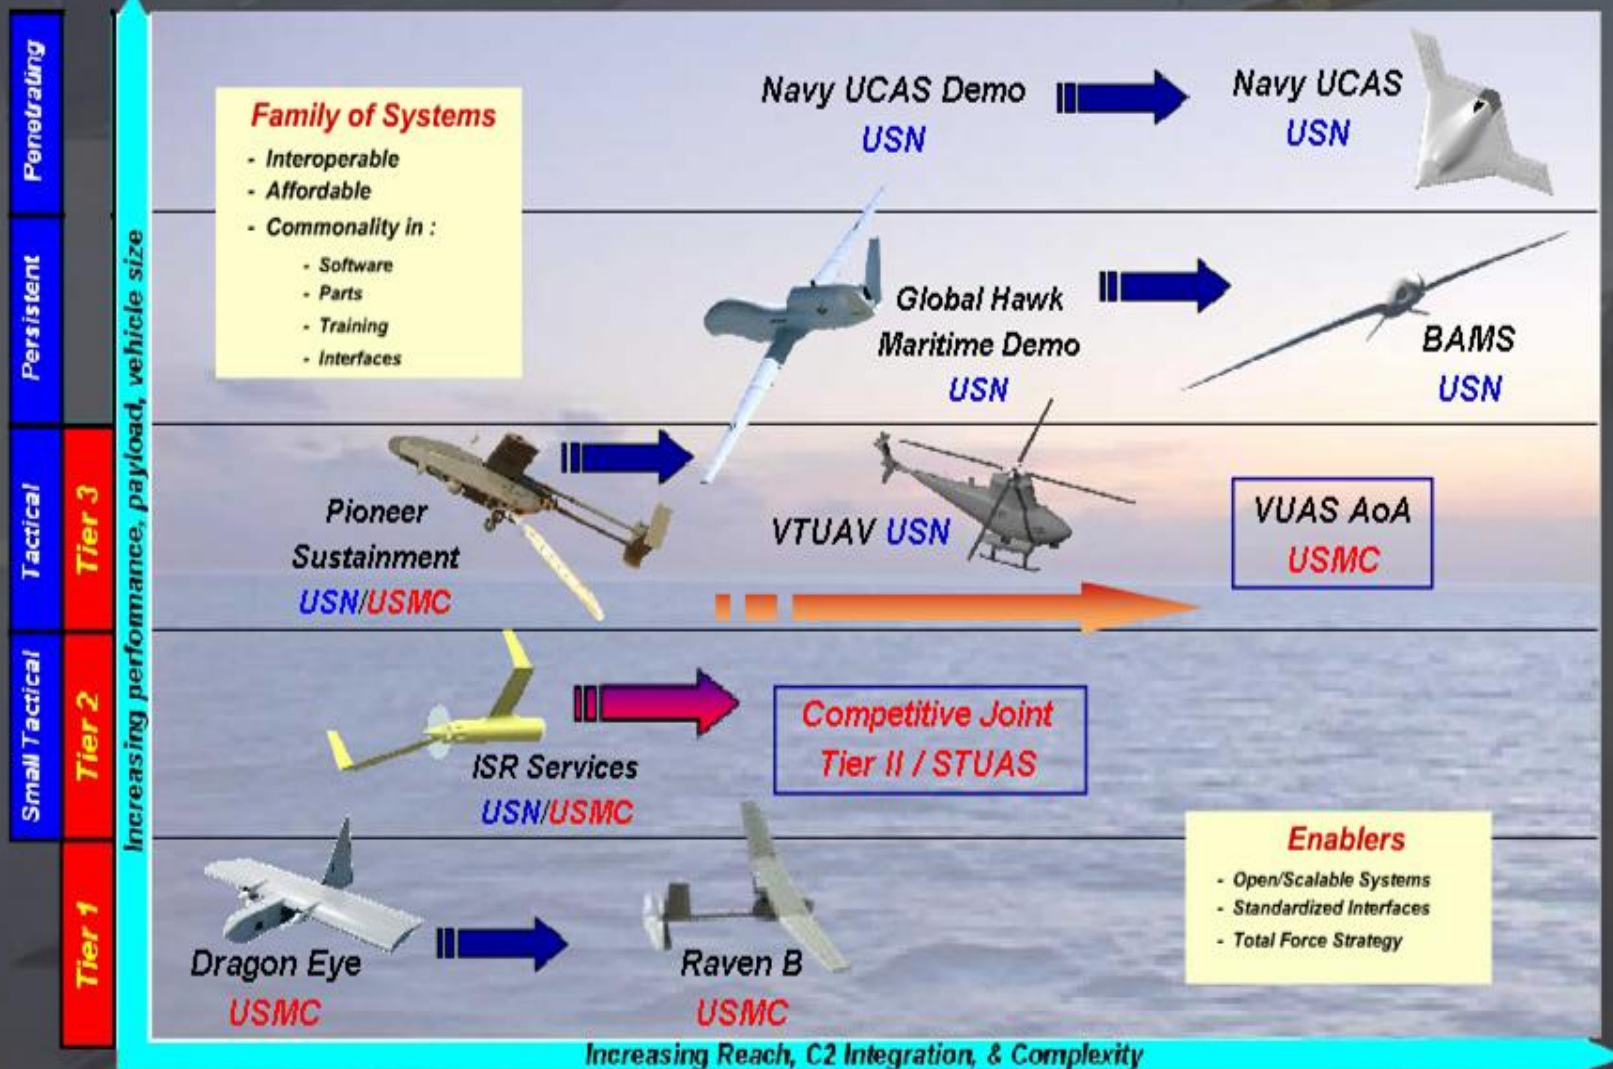 Penetrating
Persistent
Tactical
Small Tactical
Tier 3
Tier 2
Tier 1
Increasing performance, payload, vehicle size
Family of Systems
- Interoperable
- Affordable
- Commonality in :
- Software
- Parts
- Training
- Interfaces
Navy UCAS Demo
USN
Navy UCAS
USN
Global Hawk
Maritime Demo
USN
BAMS
USN
Pioneer
Sustainment
USN/USMC
VTUAV USN
VUAS AoA
USMC
ISR Services
USN/USMC
Competitive Joint
Tier II / STUAS
Dragon Eye
USMC
Raven B
USMC
Enablers
- Open/Scalable Systems
- Standardized Interfaces
- Total Force Strategy
Increasing Reach, C2 Integration, & Complexity